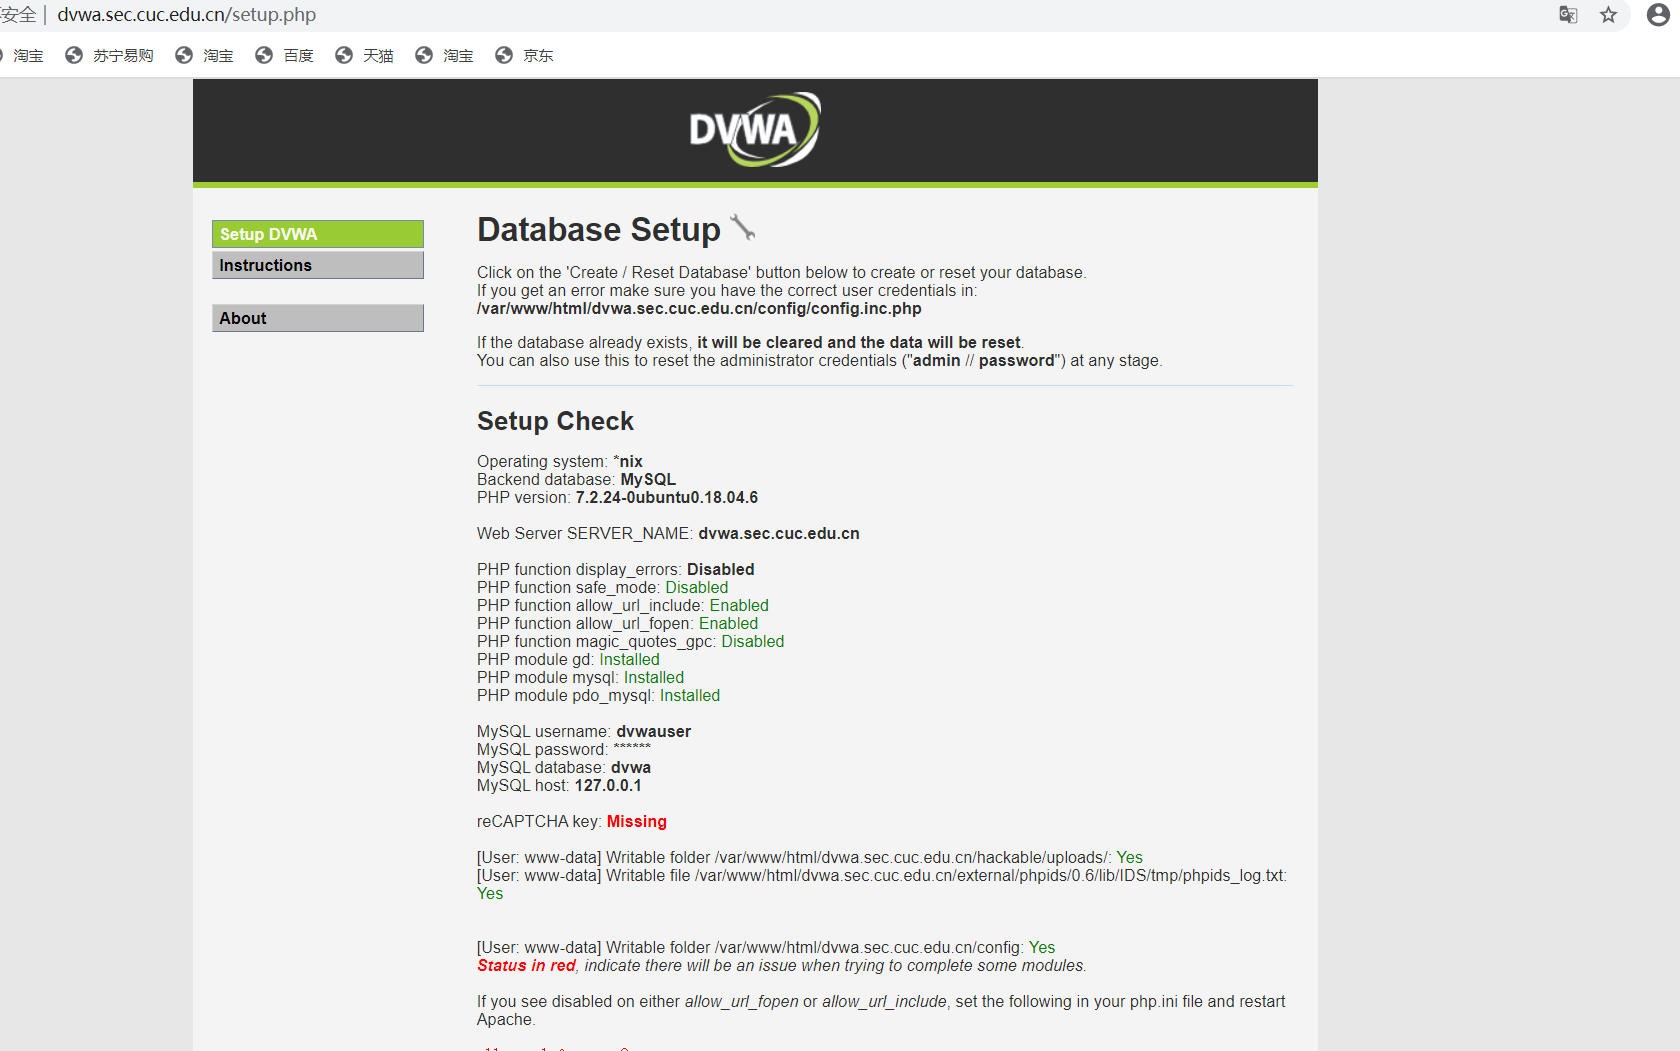 安全 | dvwa.sec.cuc.edu.cn/setup.php
淘宝 苏宁易购 淘宝 百度 天猫 淘宝 京东
DVWA
Setup DVWA
Instructions
About
Database Setup
Click on the 'Create / Reset Database' button below to create or reset your database.
If you get an error make sure you have the correct user credentials in:
/var/www/html/dvwa.sec.cuc.edu.cn/config/config.inc.php
If the database already exists, it will be cleared and the data will be reset.
You can also use this to reset the administrator credentials ("admin // password") at any stage.
Setup Check
Operating system: *nix
Backend database: MySQL
PHP version: 7.2.24-0ubuntu0.18.04.6
Web Server SERVER_NAME: dvwa.sec.cuc.edu.cn
PHP function display_errors: Disabled
PHP function safe_mode: Disabled
PHP function allow_url_include: Enabled
PHP function allow_url_fopen: Enabled
PHP function magic_quotes_gpc: Disabled
PHP module gd: Installed
PHP module mysql: Installed
PHP module pdo_mysql: Installed
MySQL username: dvwauser
MySQL password: ******
MySQL database: dvwa
MySQL host: 127.0.0.1
reCAPTCHA key: Missing
[User: www-data] Writable folder /var/www/html/dvwa.sec.cuc.edu.cn/hackable/uploads/: Yes
[User: www-data] Writable file /var/www/html/dvwa.sec.cuc.edu.cn/external/phpids/0.6/lib/IDS/tmp/phpids_log.txt:
Yes
[User: www-data] Writable folder /var/www/html/dvwa.sec.cuc.edu.cn/config: Yes
Status in red, indicate there will be an issue when trying to complete some modules.
If you see disabled on either allow_url_fopen or allow_url_include, set the following in your php.ini file and restart
Apache.